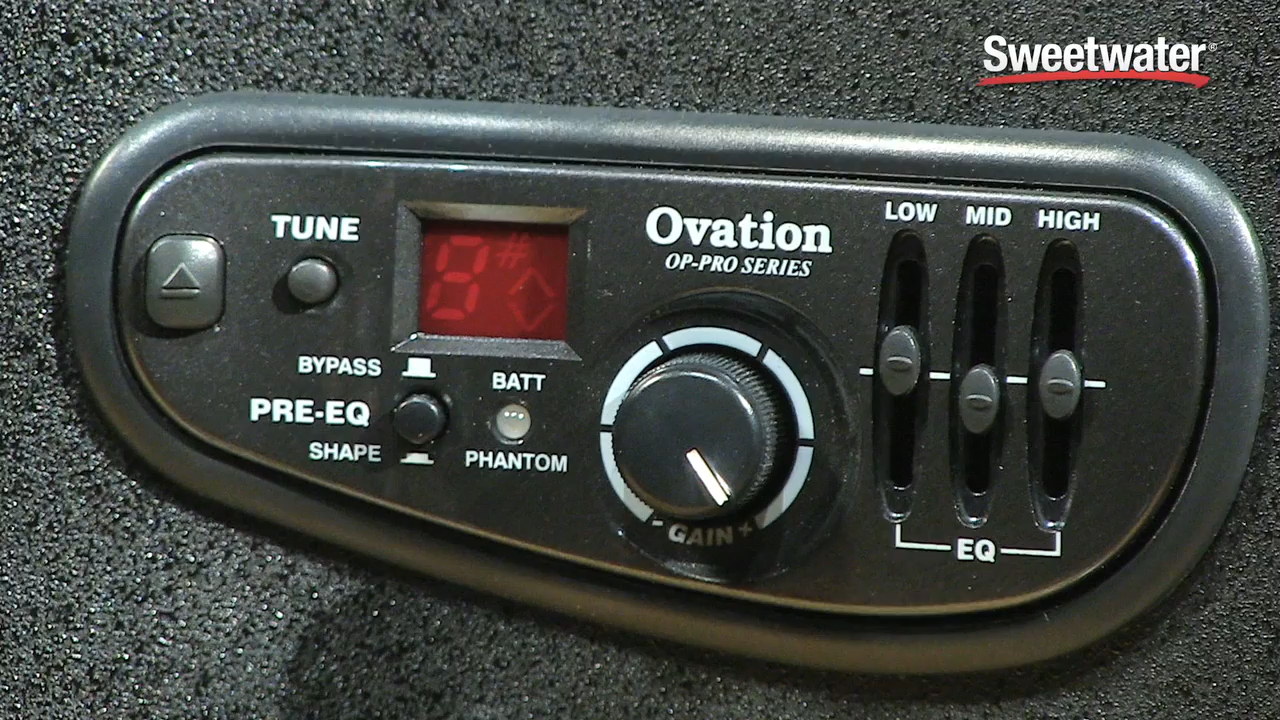 Sweetwater®
TUNE
Ovation
OP-PRO SERIES
LOW MID HIGH
BYPASS
PRE-EQ
SHAPE
BATT
PHANTOM
- GAIN +
EQ